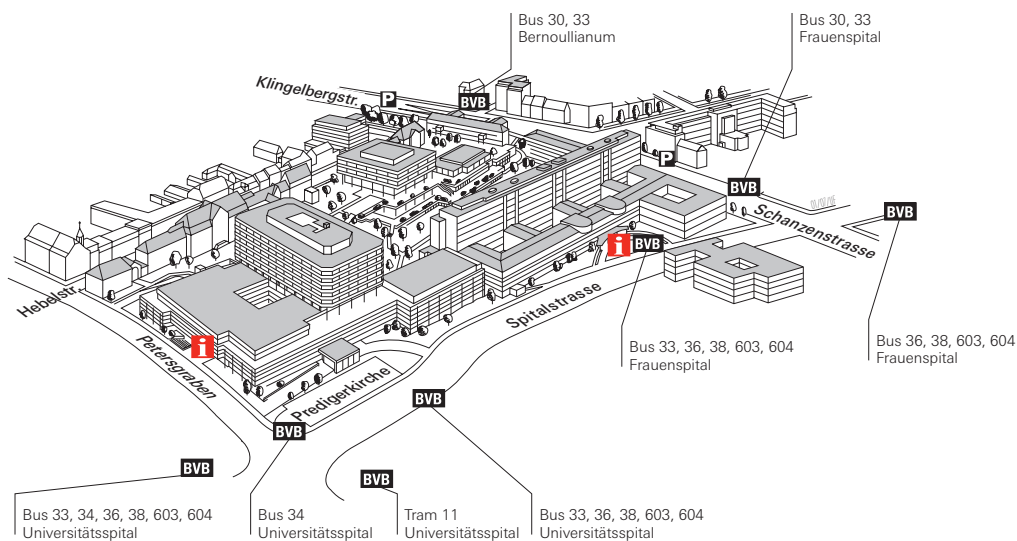 Bus 30, 33
Bernoullianum
Bus 30, 33
Frauenspital
Klingelbergstr.
P
BVB
P
BVB
Schanzenstrasse
BVB
i
BVB
Hebelstr.
Spitalstrasse
Petersgraben
i
Predigerkirche
Bus 33, 36, 38, 603, 604
Frauenspital
Bus 36, 38, 603, 604
Frauenspital
BVB
BVB
BVB
BVB
Bus 33, 34, 36, 38, 603, 604
Universitätsspital
Bus 34
Universitätsspital
Tram 11
Universitätsspital
Bus 33, 36, 38, 603, 604
Universitätsspital